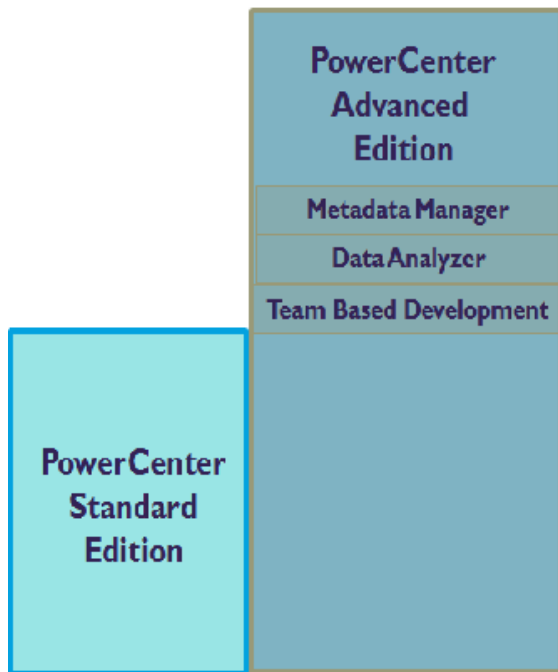 PowerCenter
Advanced
Edition
Metadata Manager
Data Analyzer
Team Based Development
PowerCenter
Standard
Edition